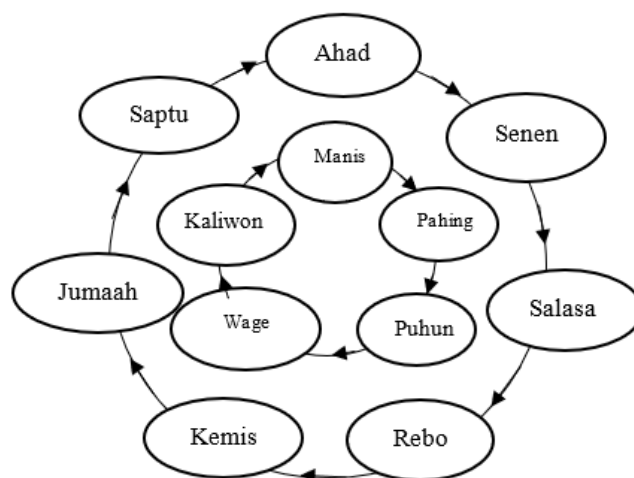 Ahad
Senen
Salasa
Rebo
Kemis
Jumaah
Saptu
Manis
Pahing
Puhun
Wage
Kaliwon